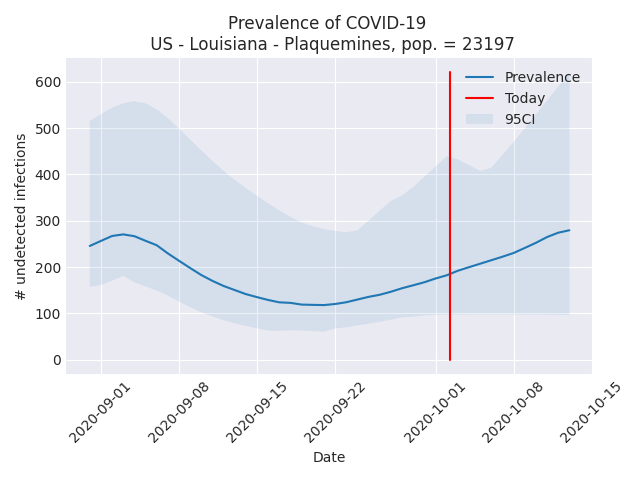 Prevalence of COVID-19
US - Louisiana - Plaquemines, pop. = 23197
600
500
400
300
200
100
0
# undetected infections
Prevalence
Today
95CI
2020-09-01
2020-09-08
2020-09-15
2020-09-22
2020-10-01
2020-10-08
2020-10-15
Date